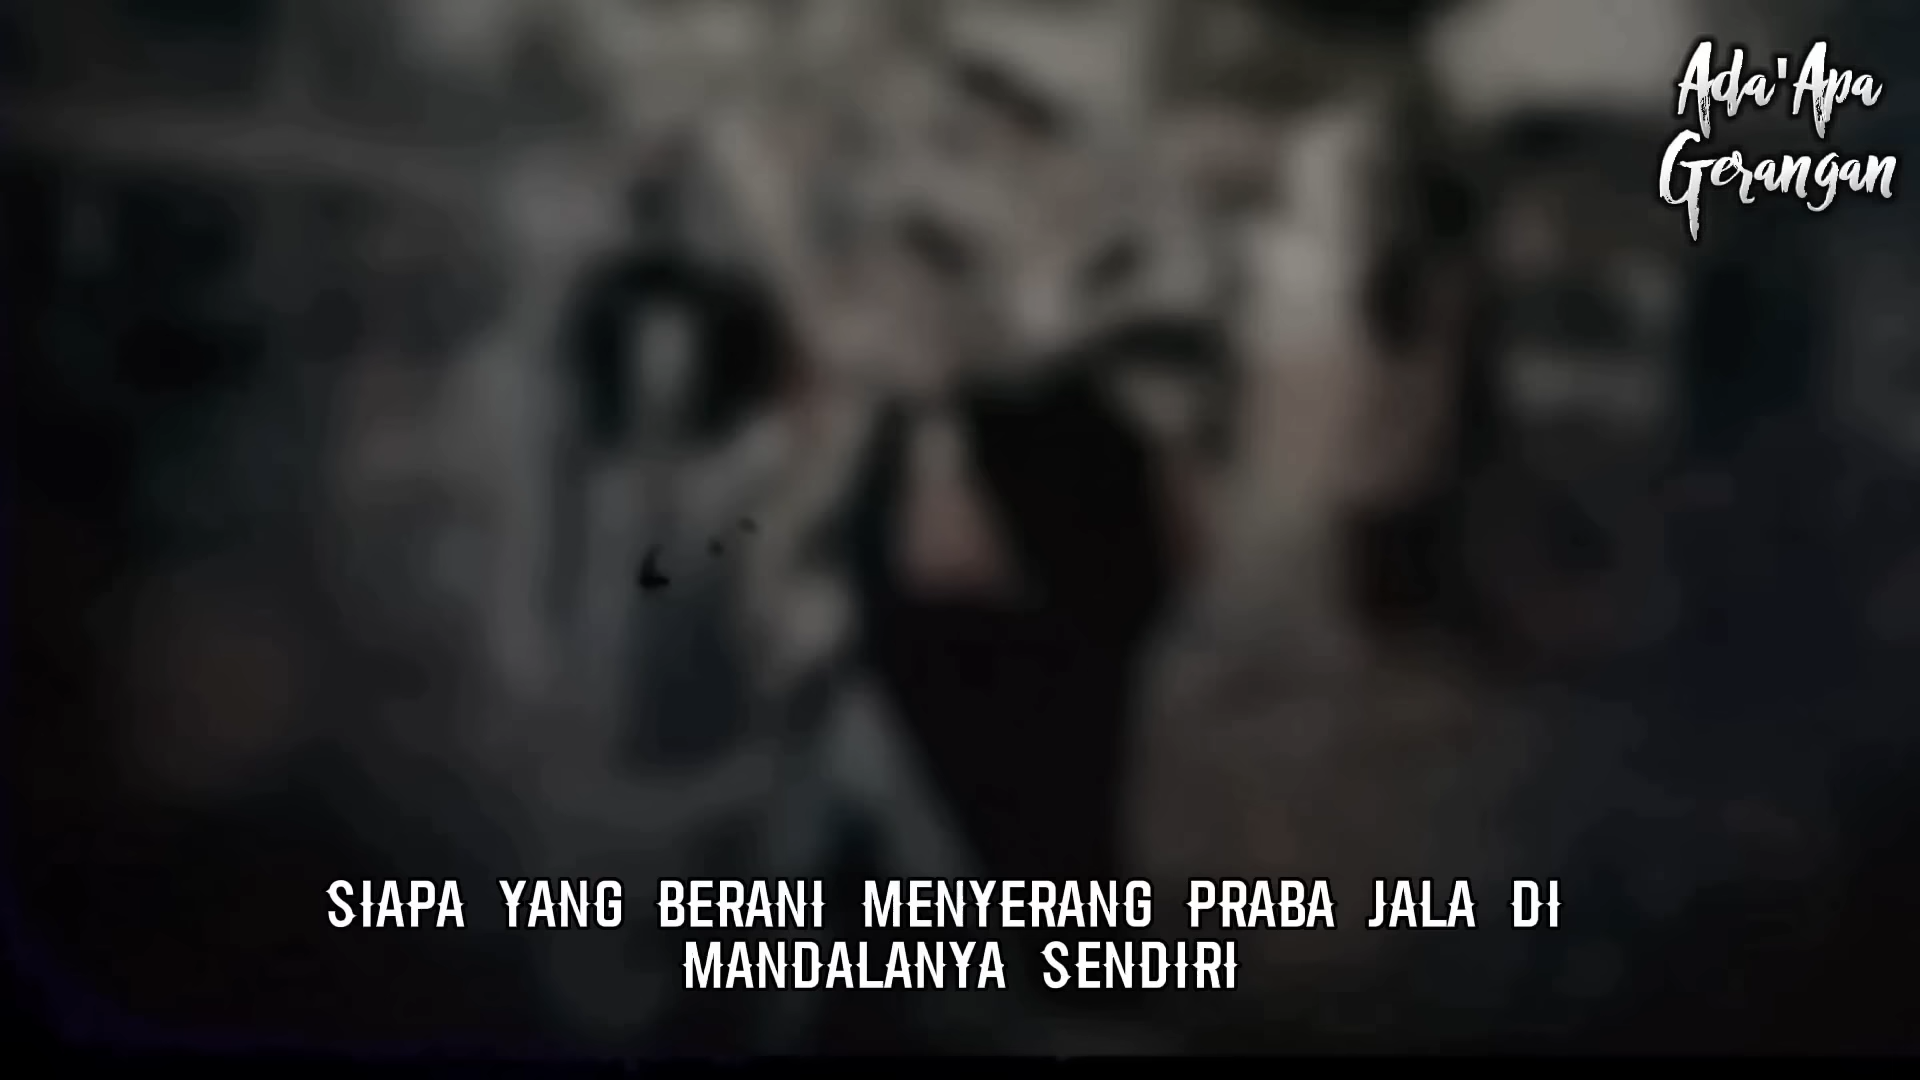 Ada'Apa
Gerangan
SIAPA YANG BERANI MENYERANG PRABA JALA DI
MANDALANYA SENDIRI